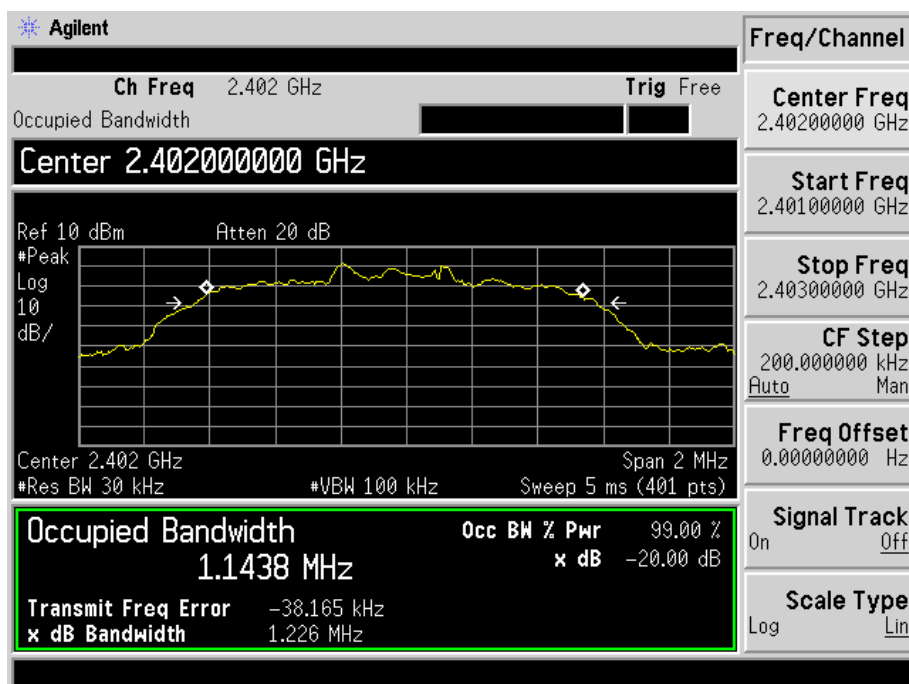 Agilent
Freq/Channel
Ch Freq 2.402 GHz Trig Free
Occupied Bandwidth
Center 2.402000000 GHz
Ref 10 dBm Atten 20 dB
#Peak
Log
10
dB/
Center 2.402 GHz Span 2 MHz
#Res BW 30 kHz #VBW 100 kHz Sweep 5 ms (401 pts)
Occupied Bandwidth Occ BW % Pwr 99.00 %
1.1438 MHz x dB -20.00 dB
Transmit Freq Error -38.165 kHz
x dB Bandwidth 1.226 MHz
Center Freq
2.40200000 GHz
Start Freq
2.40100000 GHz
Stop Freq
2.40300000 GHz
CF Step
200.000000 kHz
Auto Man
Freq Offset
0.00000000 Hz
Signal Track
On Off
Scale Type
Log Lin